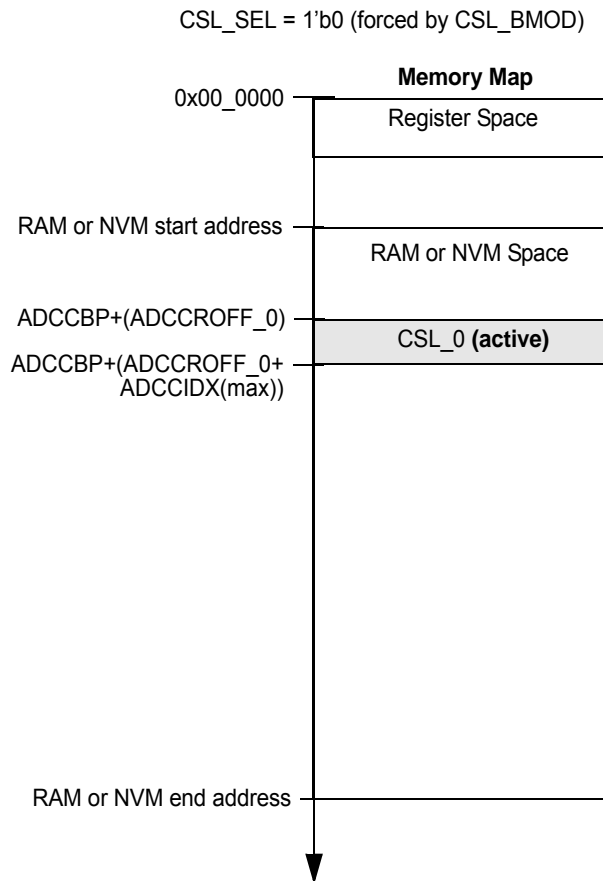 CSL_SEL = 1'b0 (forced by CSL_BMOD)
Memory Map
0x00_0000
Register Space
RAM or NVM start address
RAM or NVM Space
ADCCBP+(ADCCROFF_0)
CSL_0 (active)
ADCCBP+(ADCCROFF_0+
ADCCIDX(max))
RAM or NVM end address